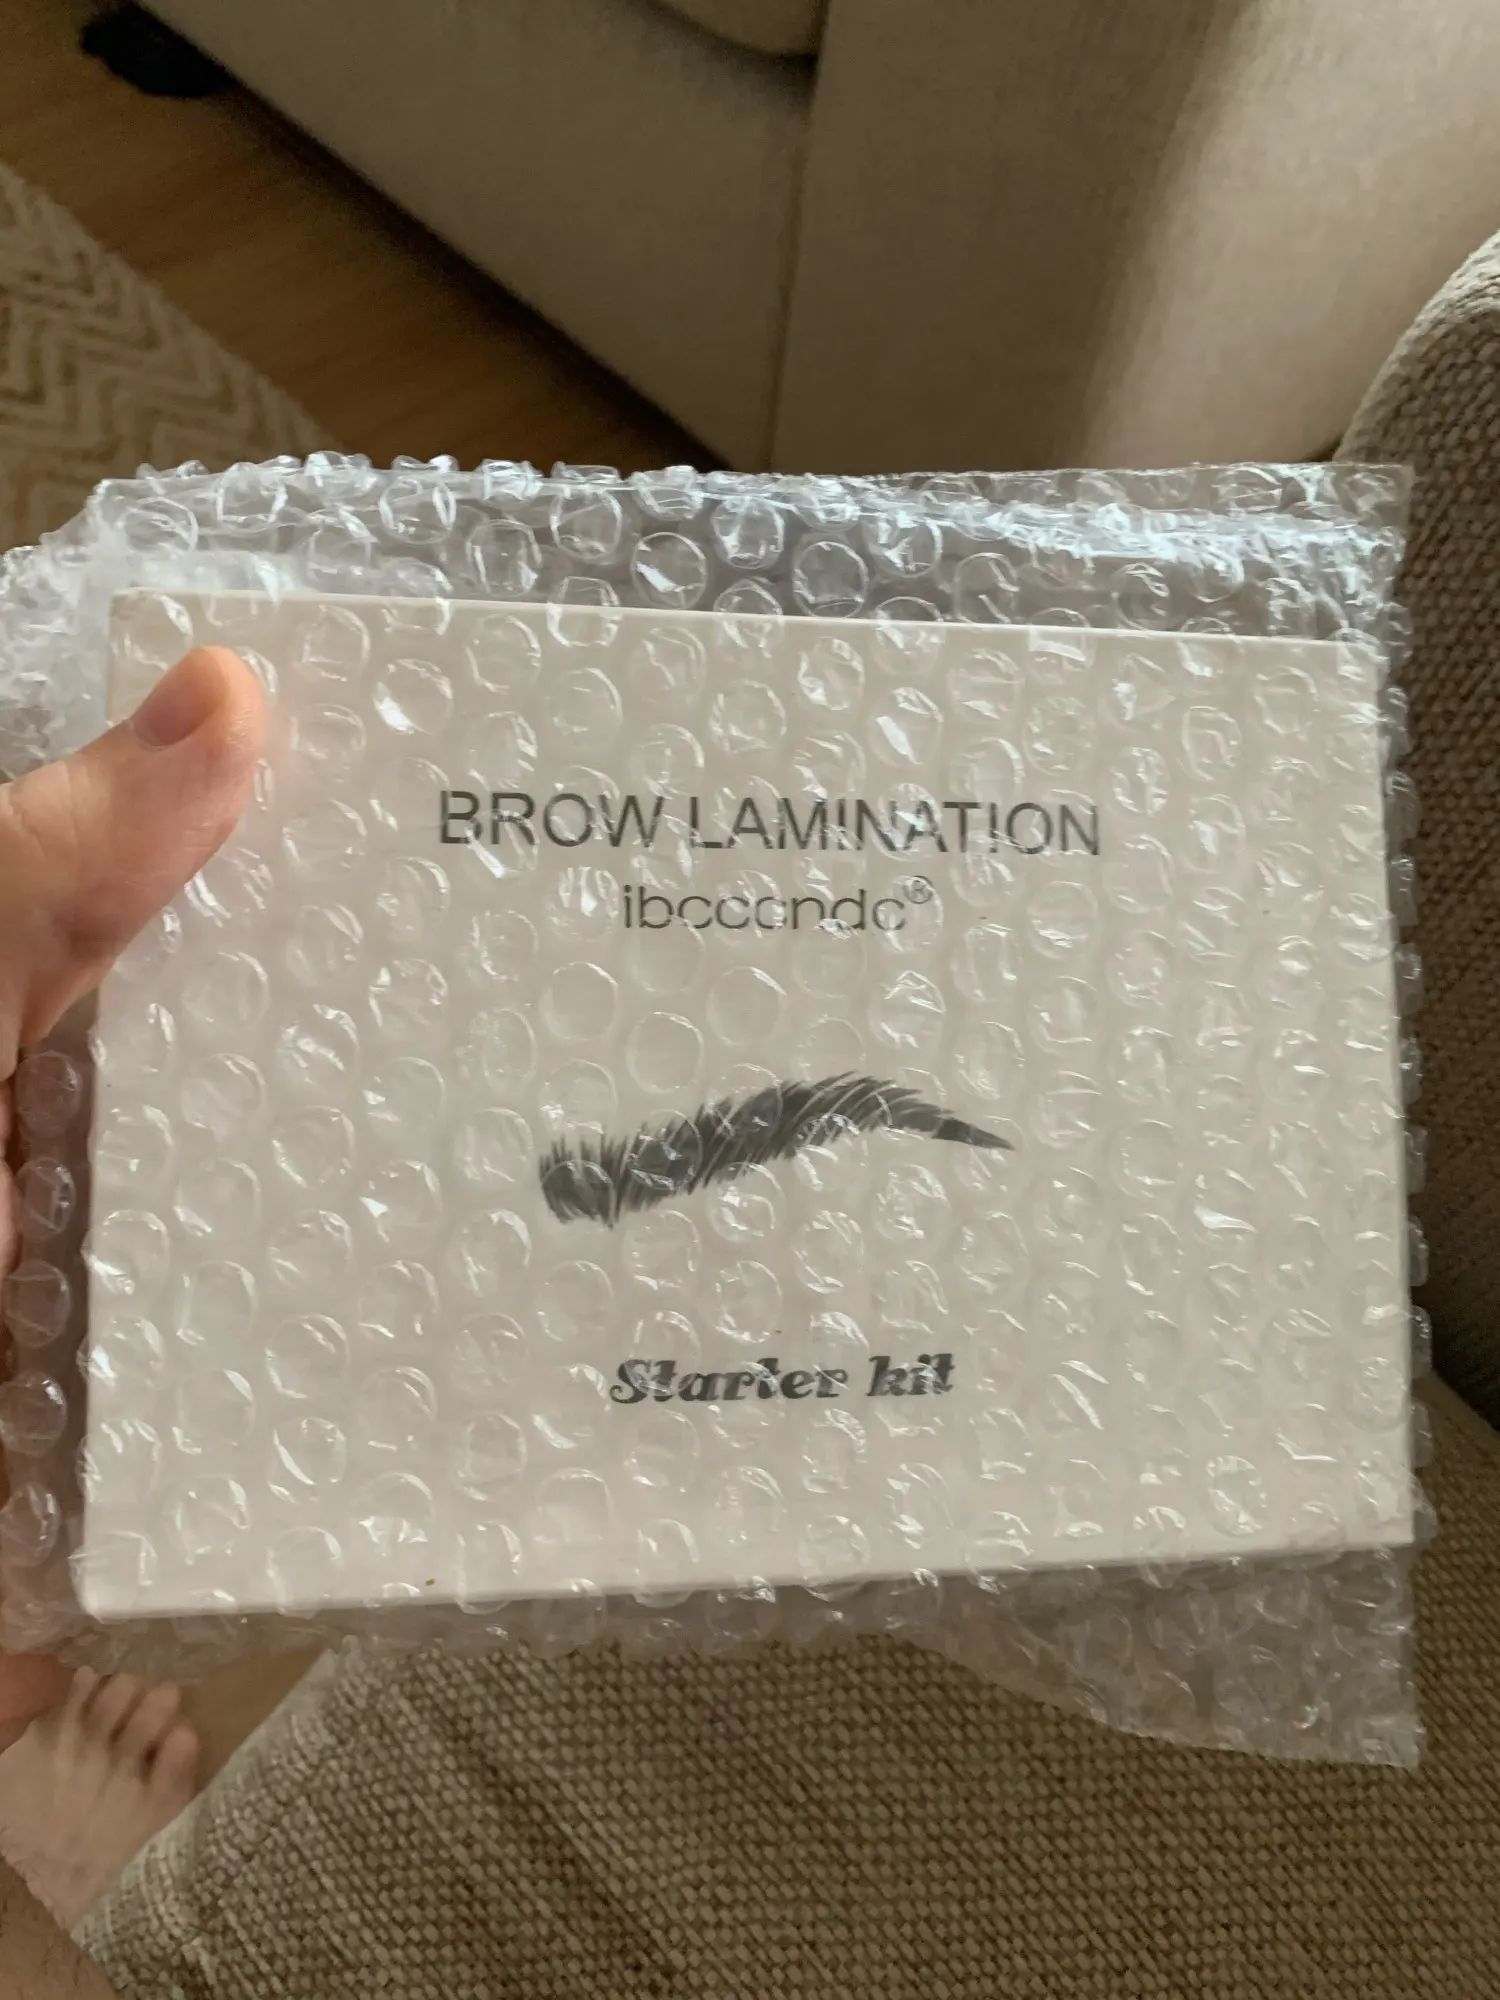 BROW LAMINATION
ibcccndc®
Starter kit